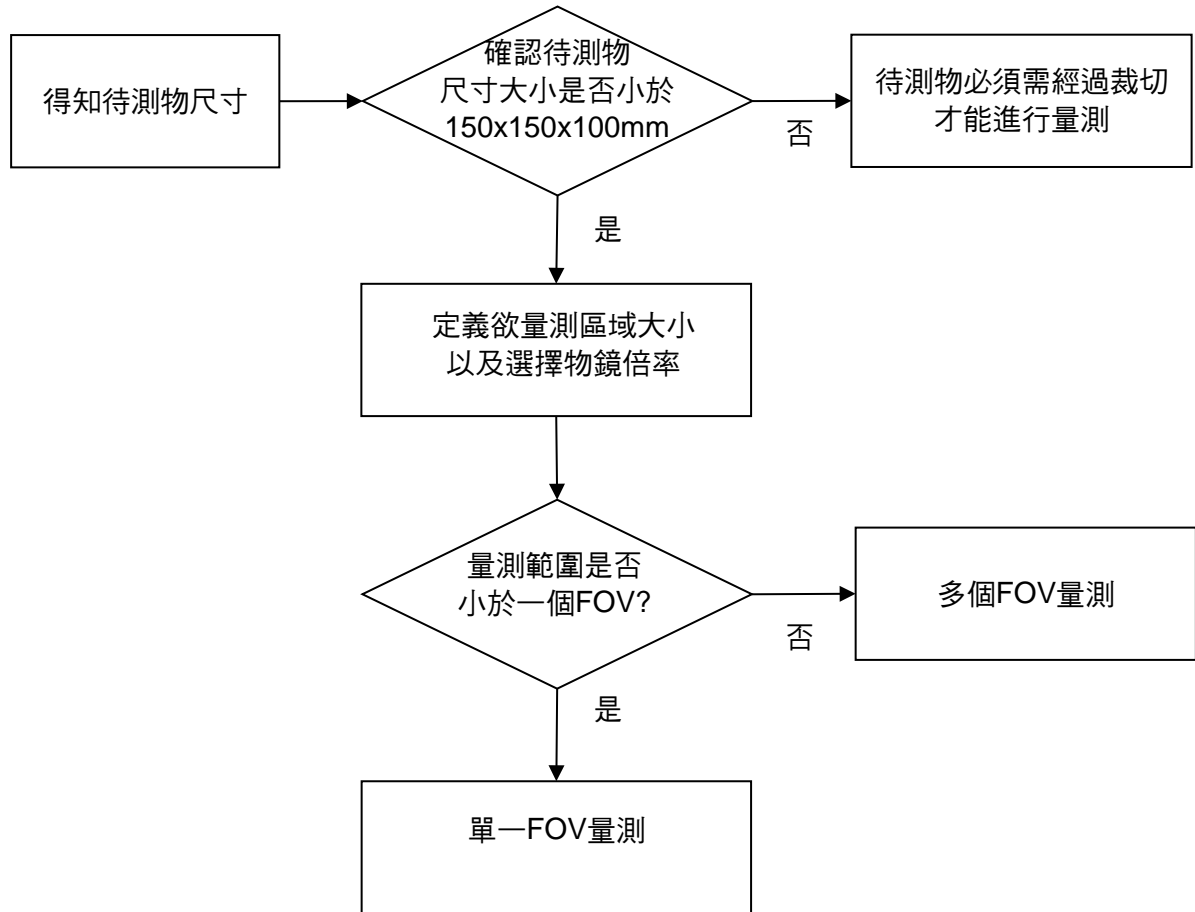 得知待測物尺寸
確認待測物
尺寸大小是否小於
150x150x100mm
否
待測物必須需經過裁切
才能進行量測
是
定義欲量測區域大小
以及選擇物鏡倍率
量測範圍是否
小於一個FOV?
否
多個FOV量測
是
單一FOV量測